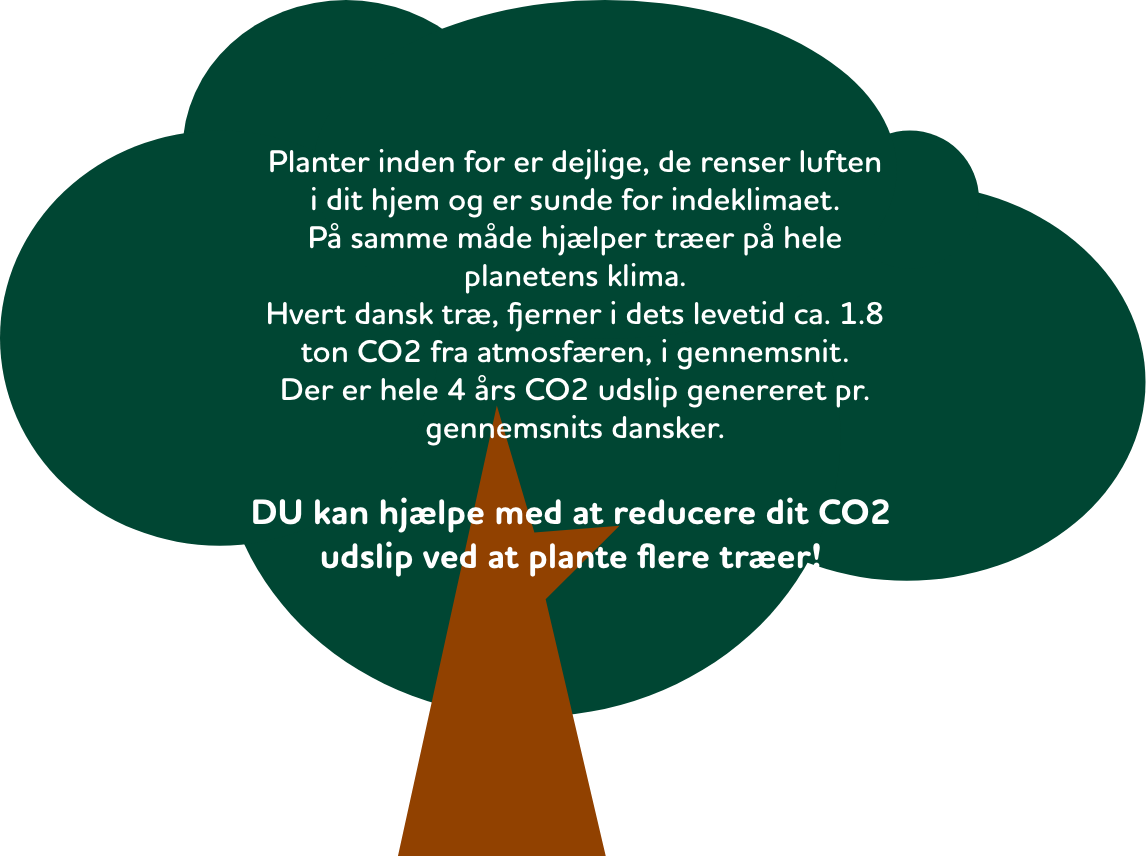 Planter inden for er dejlige, de renser luften
i dit hjem og er sunde for indeklimaet.
På samme måde hjælper træer på hele
planetens klima.
Hvert dansk træ, fjerner i dets levetid ca. 1.8
ton CO2 fra atmosfæren, i gennemsnit.
Der er hele 4 års CO2 udslip genereret pr.
gennemsnits dansker.
DU kan hjælpe med at reducere dit CO2
udslip ved at plante flere træer!